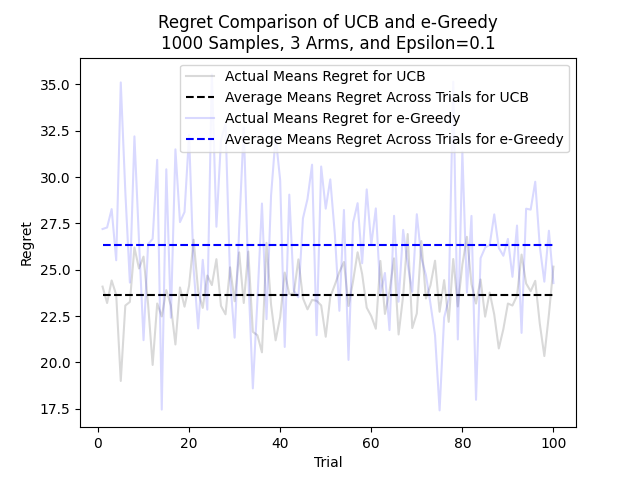 Regret Comparison of UCB and e-Greedy
1000 Samples, 3 Arms, and Epsilon=0.1
Actual Means Regret for UCB
Average Means Regret Across Trials for UCB
Actual Means Regret for e-Greedy
Average Means Regret Across Trials for e-Greedy
35.0
32.5
30.0
27.5
25.0
22.5
20.0
17.5
Regret
0 20 40 60 80 100
Trial